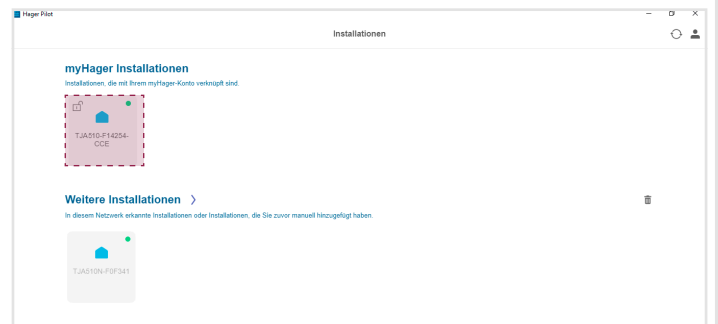 Hager Pilot
Installationen
myHager Installationen
Installationen, die mit Ihrem myHager-Konto verknüpft sind.
TJA510-F14254-
CCE
Weitere Installationen
In diesem Netzwerk erkannte Installationen oder Installationen, die Sie zuvor manuell hinzugefügt haben.
TJA510N-F0F341